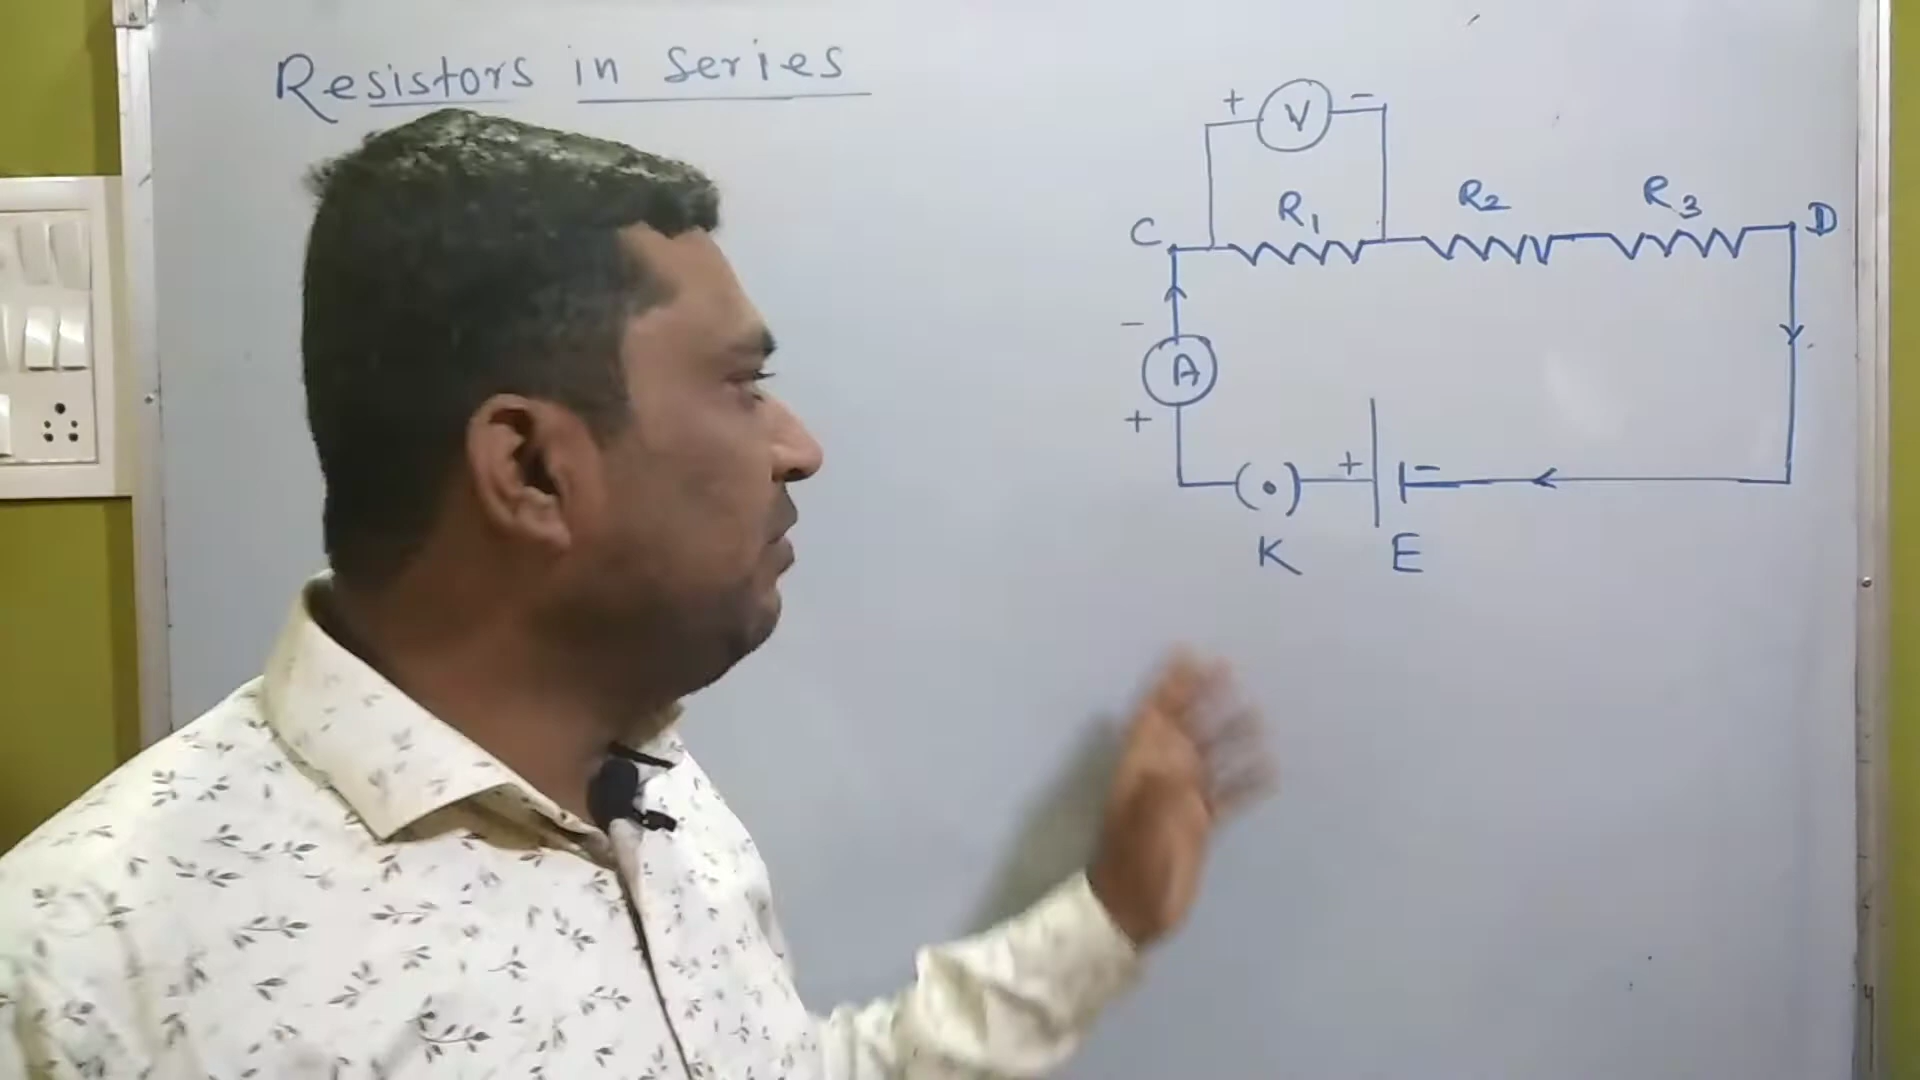 Resistors in series
+ V -
R1 R2 R3
C D
-
A
+
+ -
K E